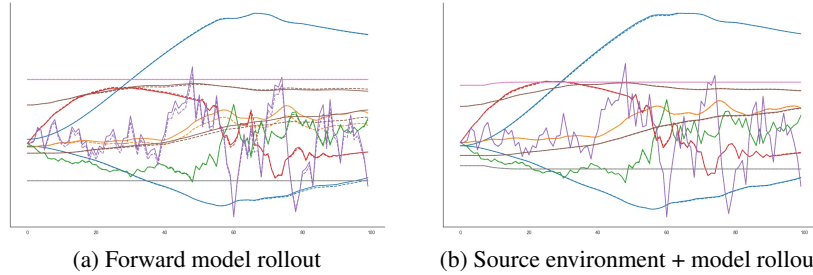 0 20 40 60 80 100
0 20 40 60 80 100
(a) Forward model rollout
(b) Source environment + model rollou